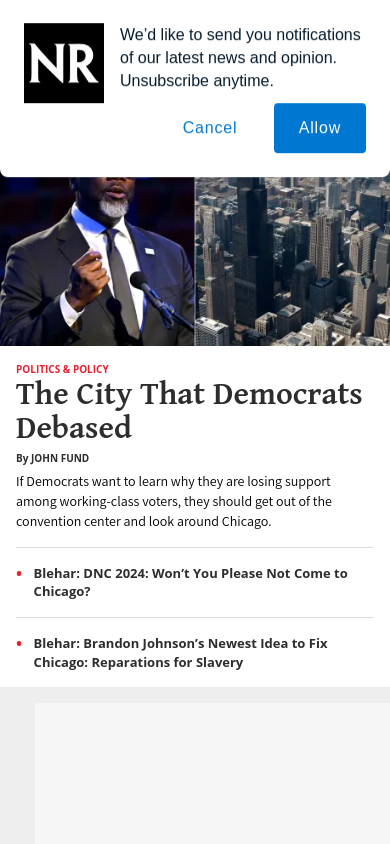 NR
We’d like to send you notifications
of our latest news and opinion.
Unsubscribe anytime.
Cancel
Allow
POLITICS & POLICY
The City That Democrats
Debased
By JOHN FUND
If Democrats want to learn why they are losing support
among working-class voters, they should get out of the
convention center and look around Chicago.
• Blehar: DNC 2024: Won’t You Please Not Come to
Chicago?
• Blehar: Brandon Johnson’s Newest Idea to Fix
Chicago: Reparations for Slavery